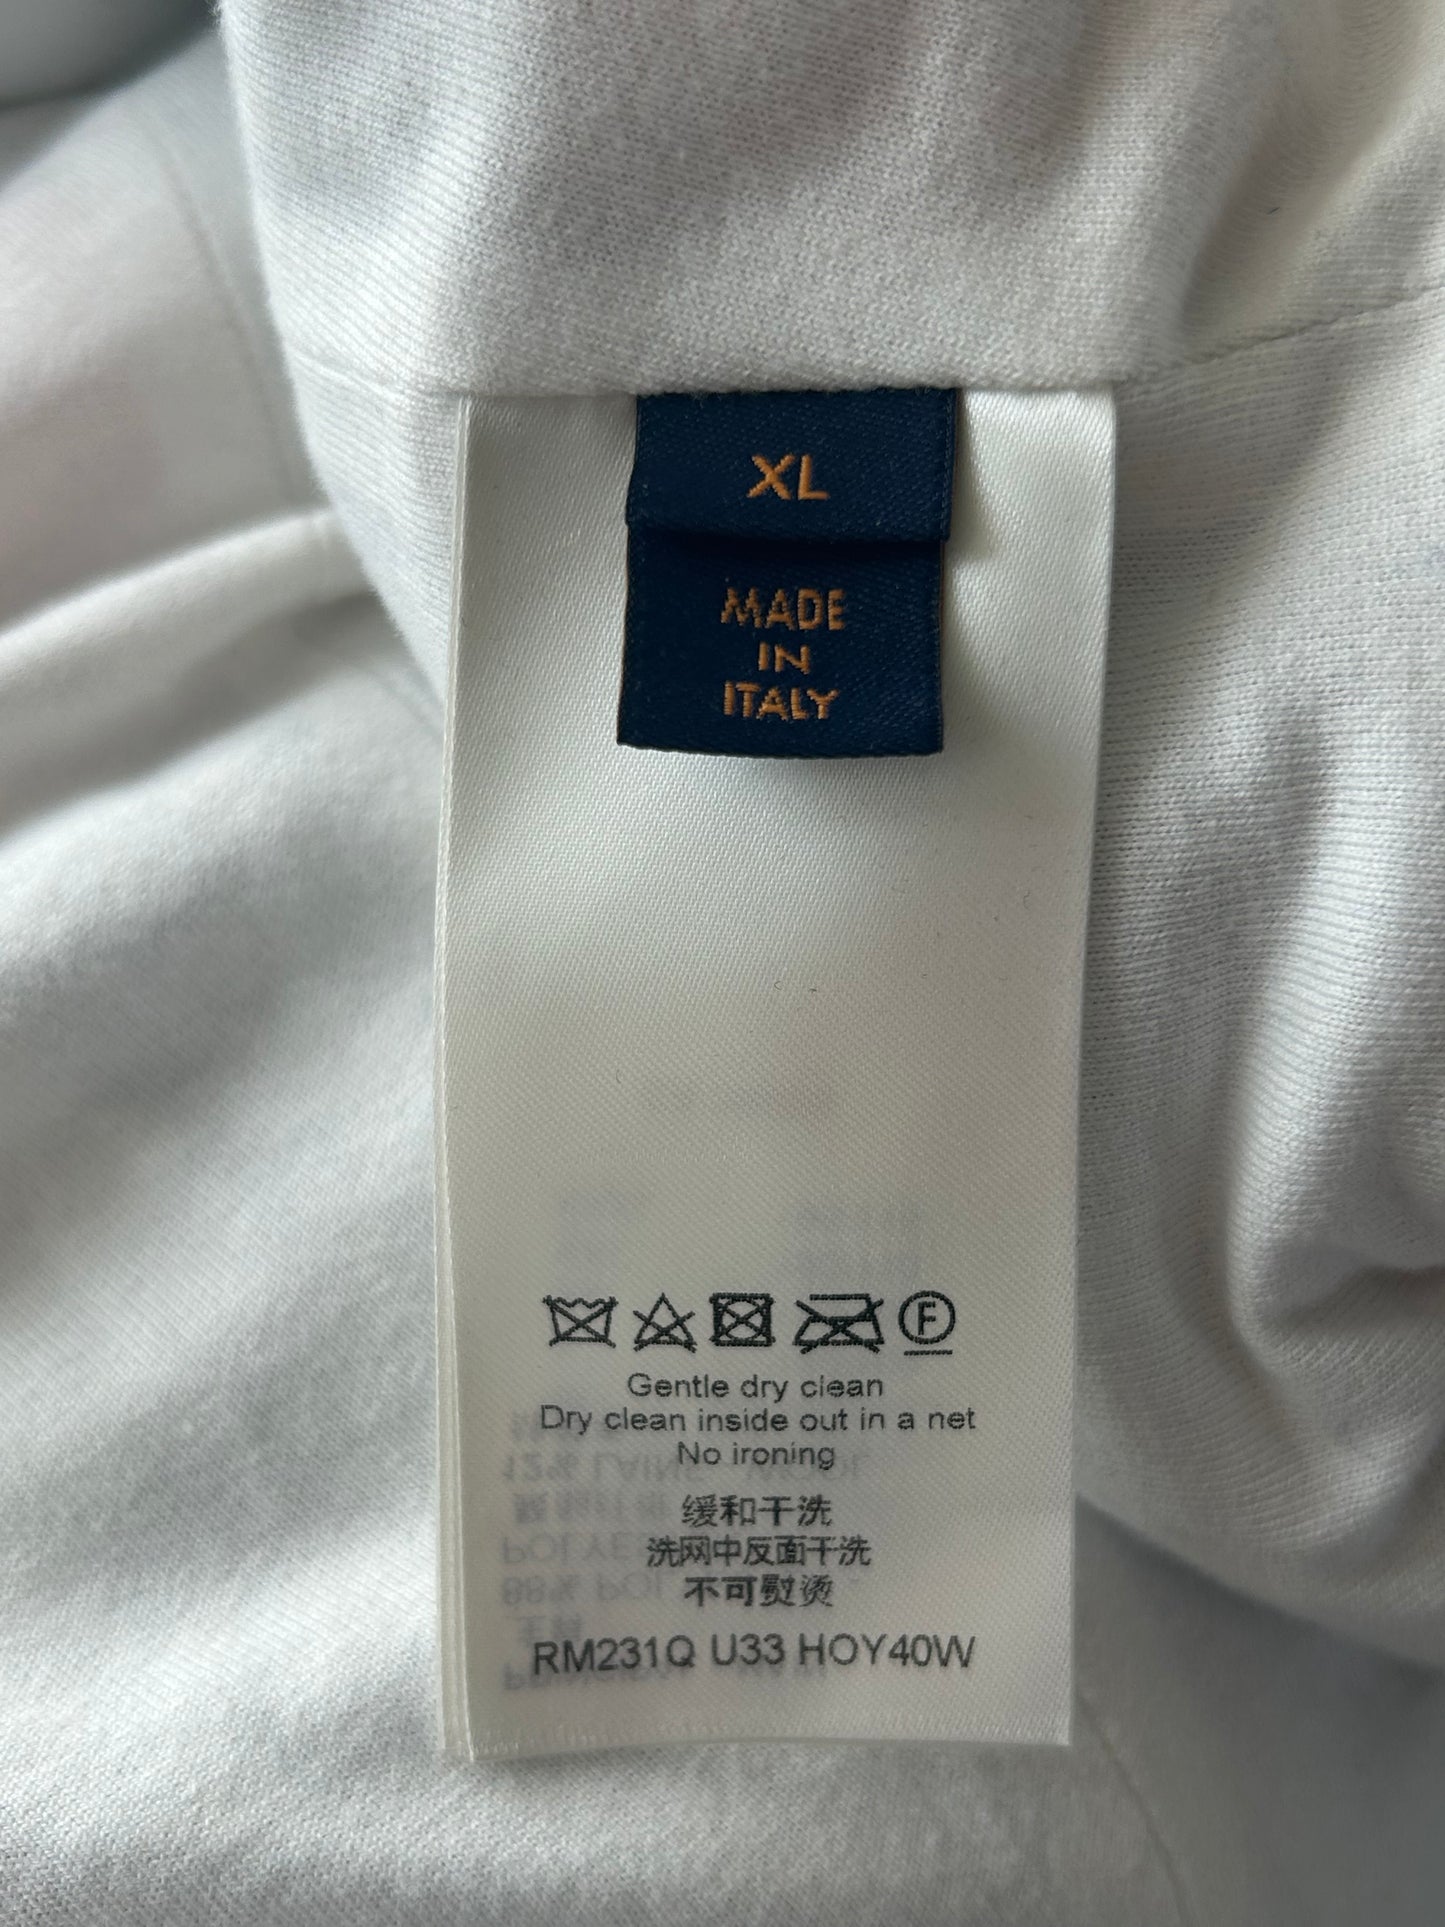 XL
MADE
IN
ITALY
F
Gentle dry clean
Dry clean inside out in a net
No ironing
缓和干洗
洗网中反面干洗
不可熨烫
RM231Q U33 HOY40W